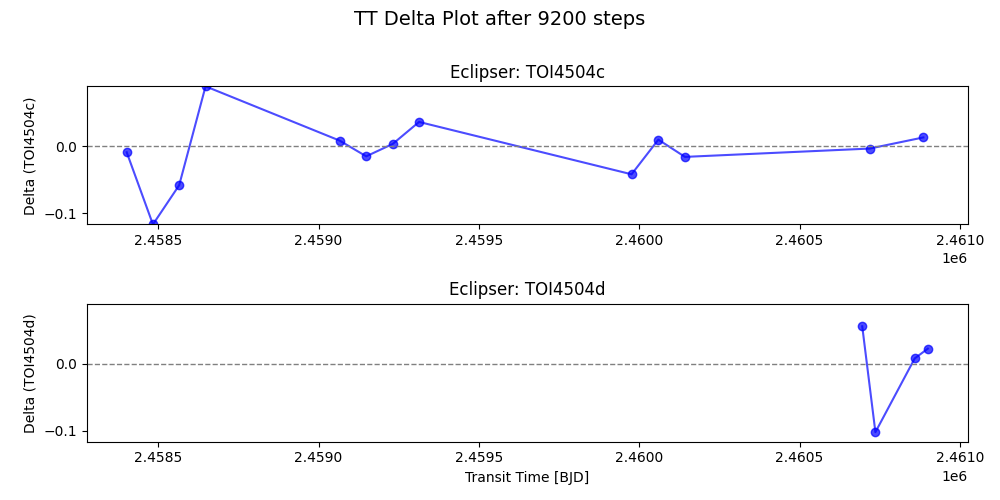 TT Delta Plot after 9200 steps
Eclipser: TOI4504c
Delta (TOI4504c)
0.0
−0.1
2.4585 2.4590 2.4595 2.4600 2.4605 2.4610
1e6
Eclipser: TOI4504d
Delta (TOI4504d)
0.0
−0.1
2.4585 2.4590 2.4595 2.4600 2.4605 2.4610
Transit Time [BJD]
1e6